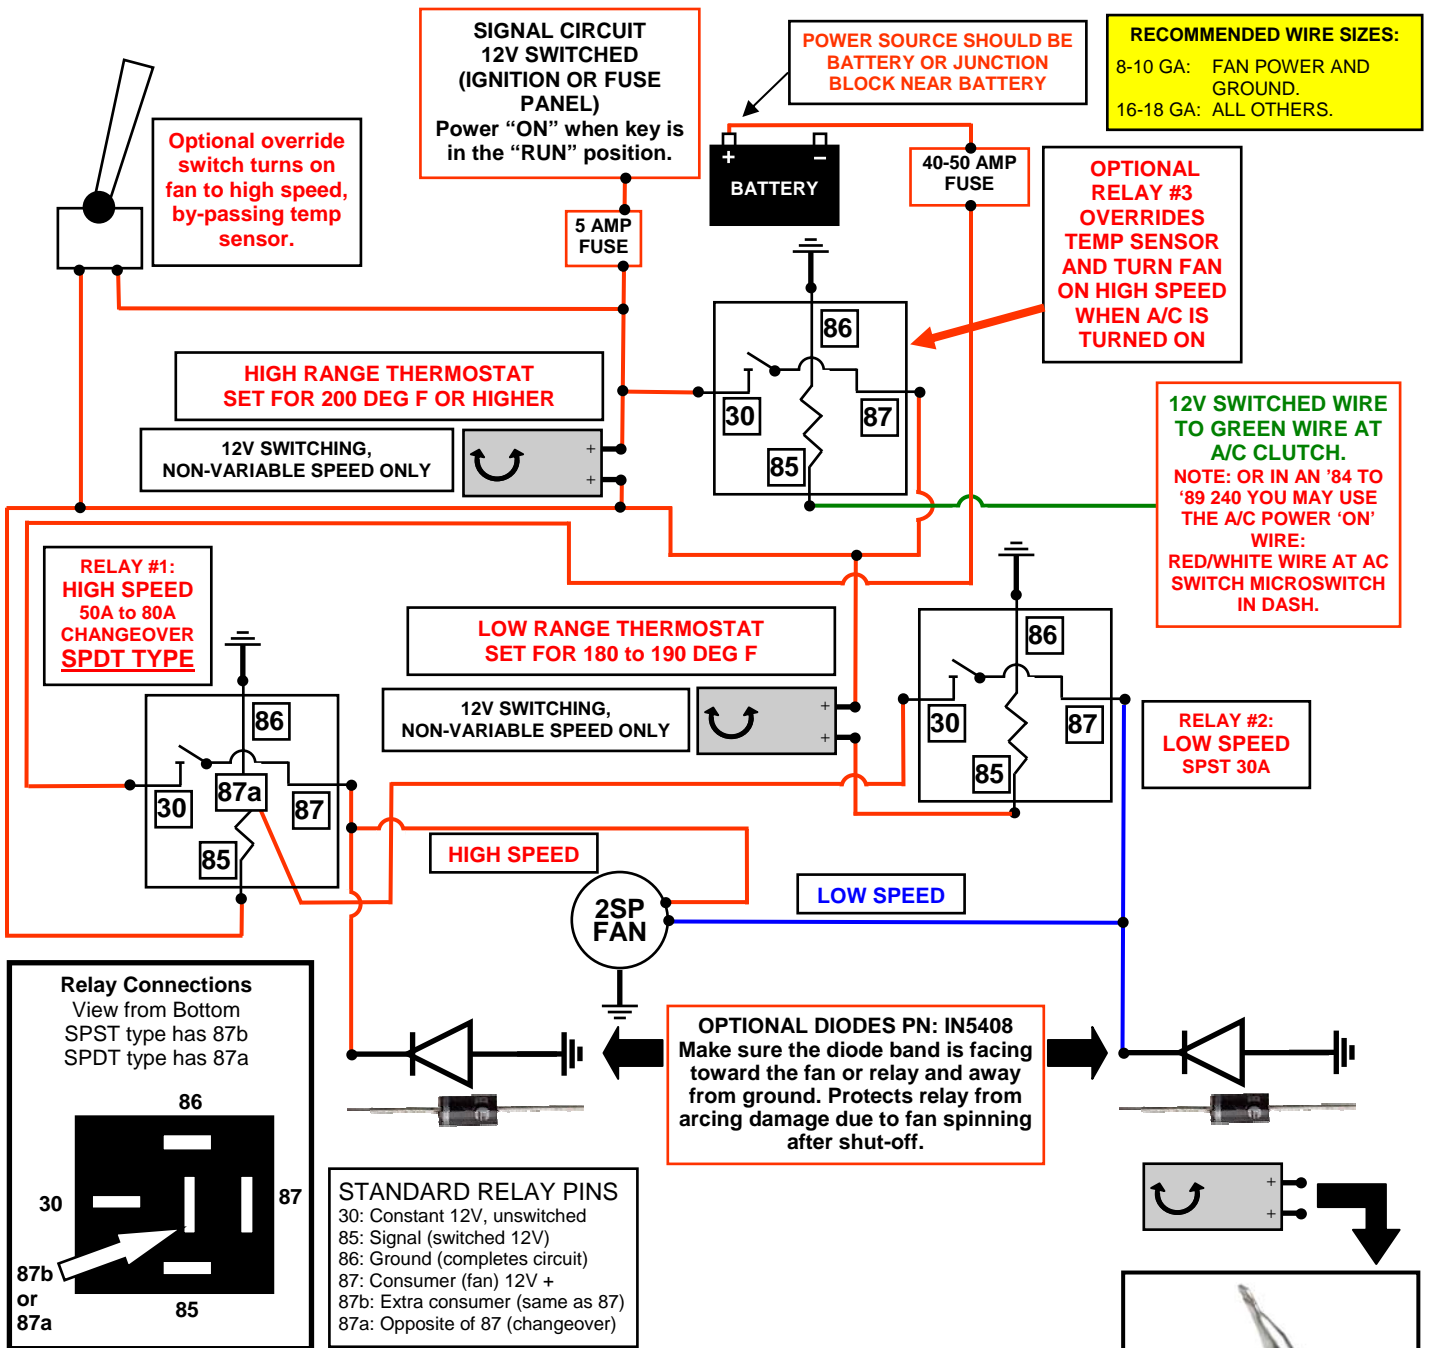 SIGNAL CIRCUIT
12V SWITCHED
(IGNITION OR FUSE
PANEL)
Power “ON” when key is
in the “RUN” position.
POWER SOURCE SHOULD BE
BATTERY OR JUNCTION
BLOCK NEAR BATTERY
RECOMMENDED WIRE SIZES:
8-10 GA: FAN POWER AND
GROUND.
16-18 GA: ALL OTHERS.
Optional override
switch turns on
fan to high speed,
by-passing temp
sensor.
5 AMP
FUSE
+ –
BATTERY
40-50 AMP
FUSE
OPTIONAL
RELAY #3
OVERRIDES
TEMP SENSOR
AND TURN FAN
ON HIGH SPEED
WHEN A/C IS
TURNED ON
86
30
87
85
HIGH RANGE THERMOSTAT
SET FOR 200 DEG F OR HIGHER
12V SWITCHING,
NON-VARIABLE SPEED ONLY
+
+
12V SWITCHED WIRE
TO GREEN WIRE AT
A/C CLUTCH.
NOTE: OR IN AN ’84 TO
‘89 240 YOU MAY USE
THE A/C POWER ‘ON’
WIRE:
RED/WHITE WIRE AT AC
SWITCH MICROSWITCH
IN DASH.
RELAY #1:
HIGH SPEED
50A to 80A
CHANGEOVER
SPDT TYPE
LOW RANGE THERMOSTAT
SET FOR 180 to 190 DEG F
12V SWITCHING,
NON-VARIABLE SPEED ONLY
+
+
86
30
87
85
RELAY #2:
LOW SPEED
SPST 30A
86
87a
30
87
85
HIGH SPEED
LOW SPEED
2SP
FAN
Relay Connections
View from Bottom
SPST type has 87b
SPDT type has 87a
86
30
87
87b
or
87a
85
OPTIONAL DIODES PN: IN5408
Make sure the diode band is facing
toward the fan or relay and away
from ground. Protects relay from
arcing damage due to fan spinning
after shut-off.
STANDARD RELAY PINS
30: Constant 12V, unswitched
85: Signal (switched 12V)
86: Ground (completes circuit)
87: Consumer (fan) 12V +
87b: Extra consumer (same as 87)
87a: Opposite of 87 (changeover)
+
+